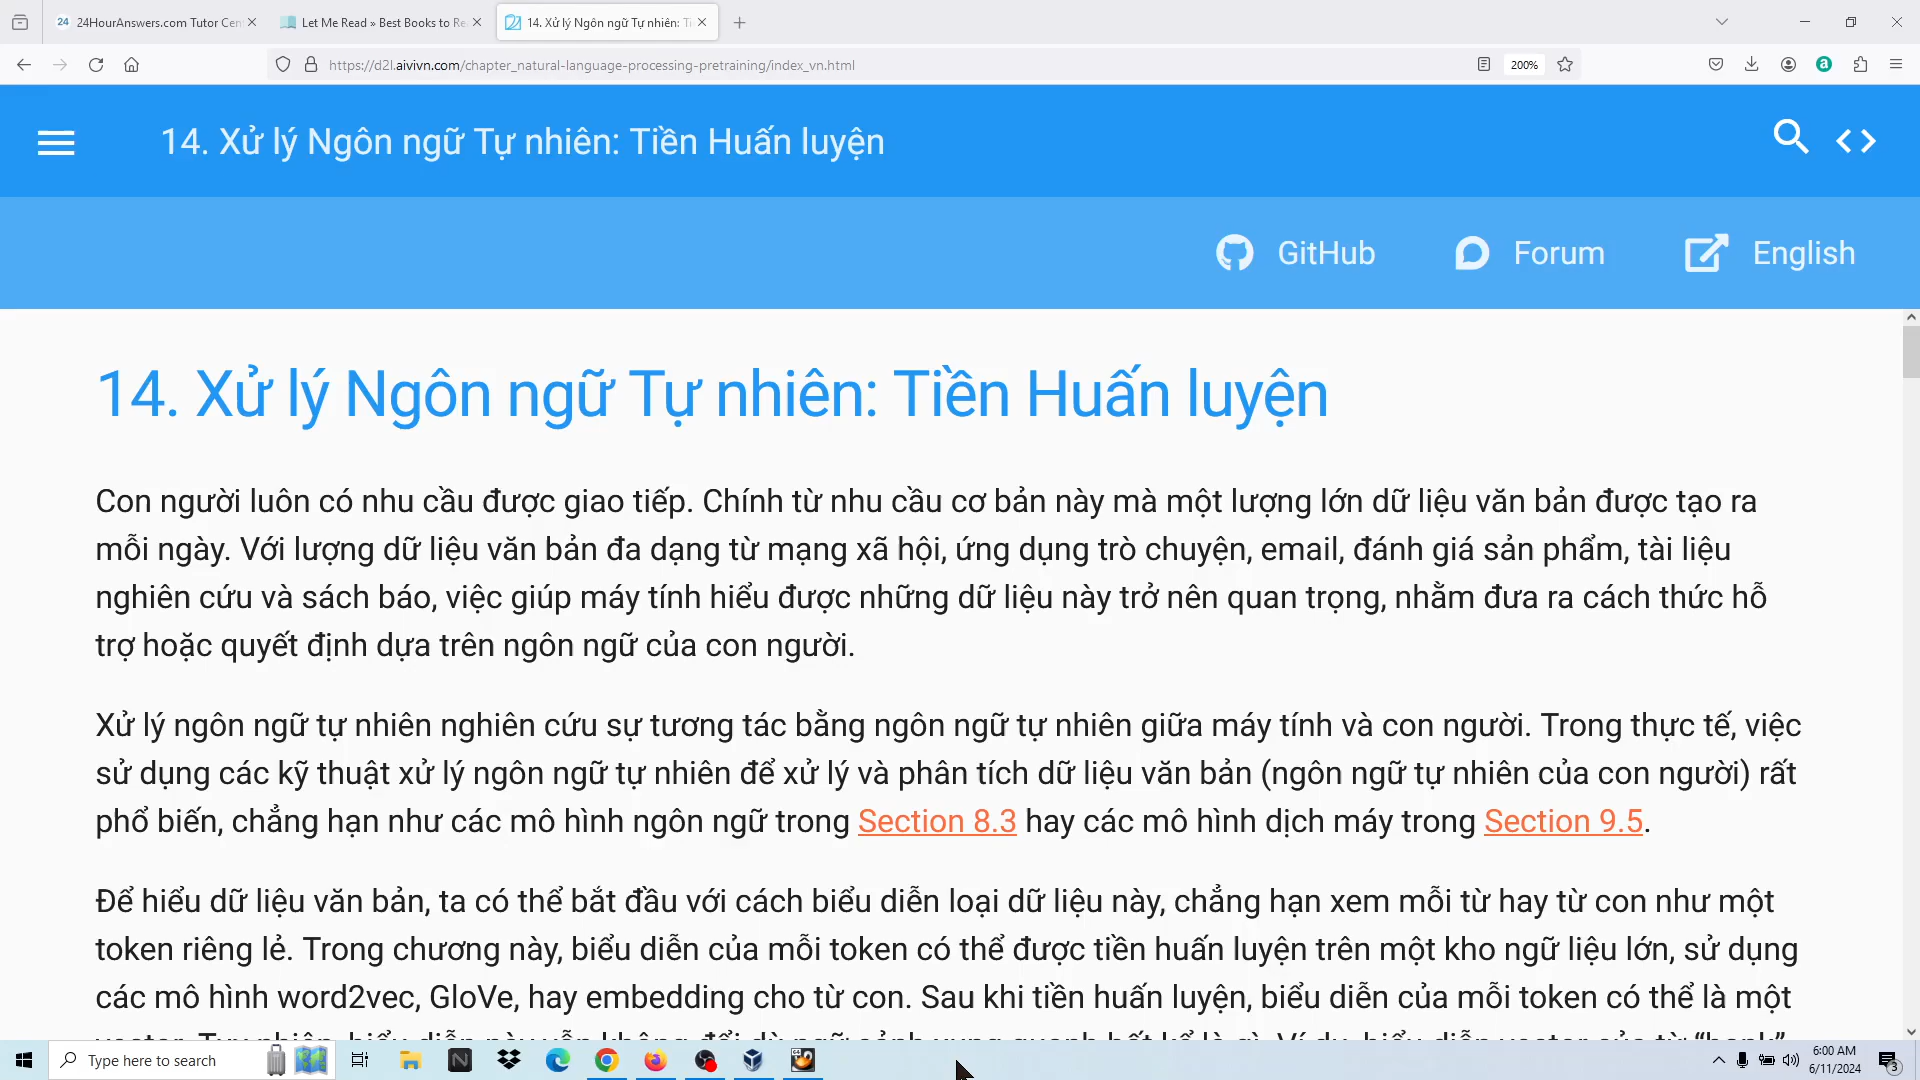 24 24HourAnswers.com Tutor Cen
Let Me Read » Best Books to Re
14. Xử lý Ngôn ngữ Tự nhiên: Ti
https://d2l.aivivn.com/chapter_natural-language-processing-pretraining/index_vn.html
200%
14. Xử lý Ngôn ngữ Tự nhiên: Tiền Huấn luyện
GitHub
Forum
English
14. Xử lý Ngôn ngữ Tự nhiên: Tiền Huấn luyện
Con người luôn có nhu cầu được giao tiếp. Chính từ nhu cầu cơ bản này mà một lượng lớn dữ liệu văn bản được tạo ra
mỗi ngày. Với lượng dữ liệu văn bản đa dạng từ mạng xã hội, ứng dụng trò chuyện, email, đánh giá sản phẩm, tài liệu
nghiên cứu và sách báo, việc giúp máy tính hiểu được những dữ liệu này trở nên quan trọng, nhằm đưa ra cách thức hỗ
trợ hoặc quyết định dựa trên ngôn ngữ của con người.
Xử lý ngôn ngữ tự nhiên nghiên cứu sự tương tác bằng ngôn ngữ tự nhiên giữa máy tính và con người. Trong thực tế, việc
sử dụng các kỹ thuật xử lý ngôn ngữ tự nhiên để xử lý và phân tích dữ liệu văn bản (ngôn ngữ tự nhiên của con người) rất
phổ biến, chẳng hạn như các mô hình ngôn ngữ trong Section 8.3 hay các mô hình dịch máy trong Section 9.5.
Để hiểu dữ liệu văn bản, ta có thể bắt đầu với cách biểu diễn loại dữ liệu này, chẳng hạn xem mỗi từ hay từ con như một
token riêng lẻ. Trong chương này, biểu diễn của mỗi token có thể được tiền huấn luyện trên một kho ngữ liệu lớn, sử dụng
các mô hình word2vec, GloVe, hay embedding cho từ con. Sau khi tiền huấn luyện, biểu diễn của mỗi token có thể là một
Type here to search
6:00 AM
6/11/2024
3